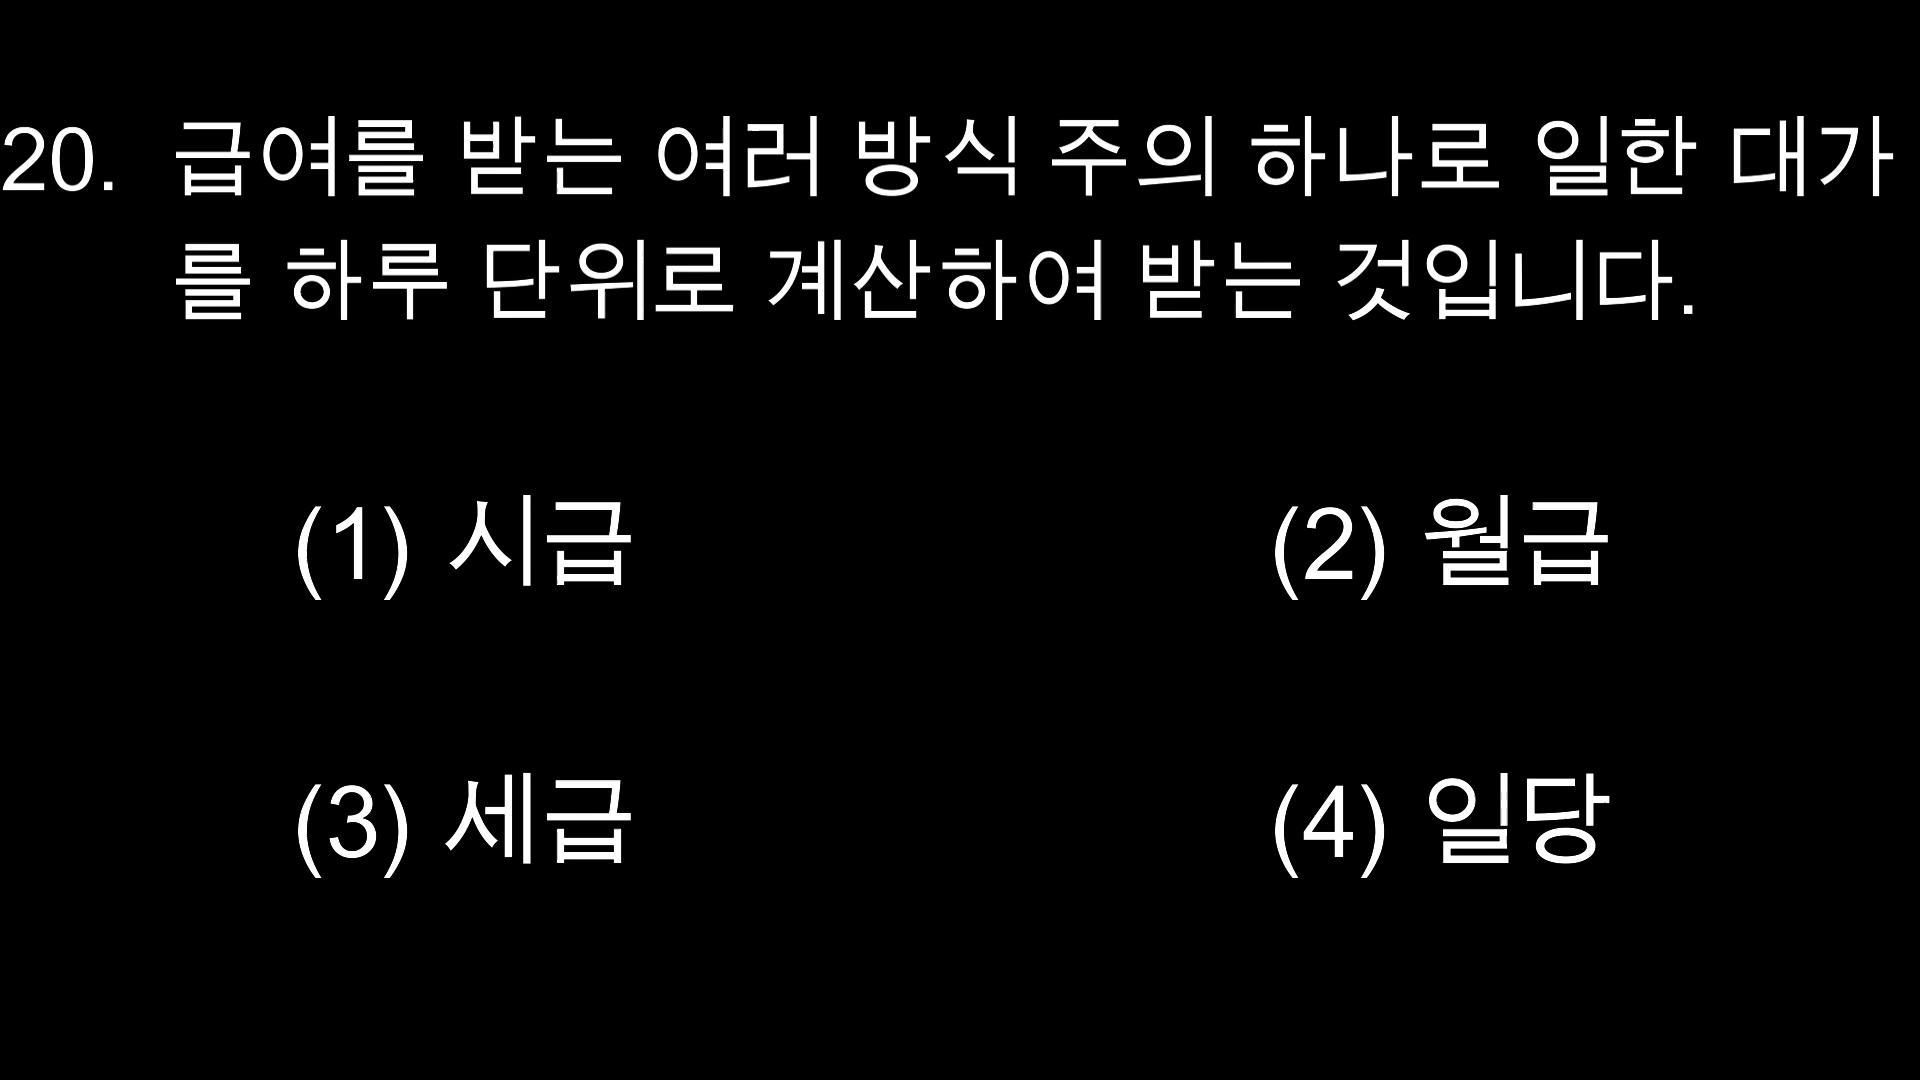 20. 급여를 받는 여러 방식 주의 하나로 일한 대가
를 하루 단위로 계산하여 받는 것입니다.
(1) 시급 (2) 월급
(3) 세급 (4) 일당